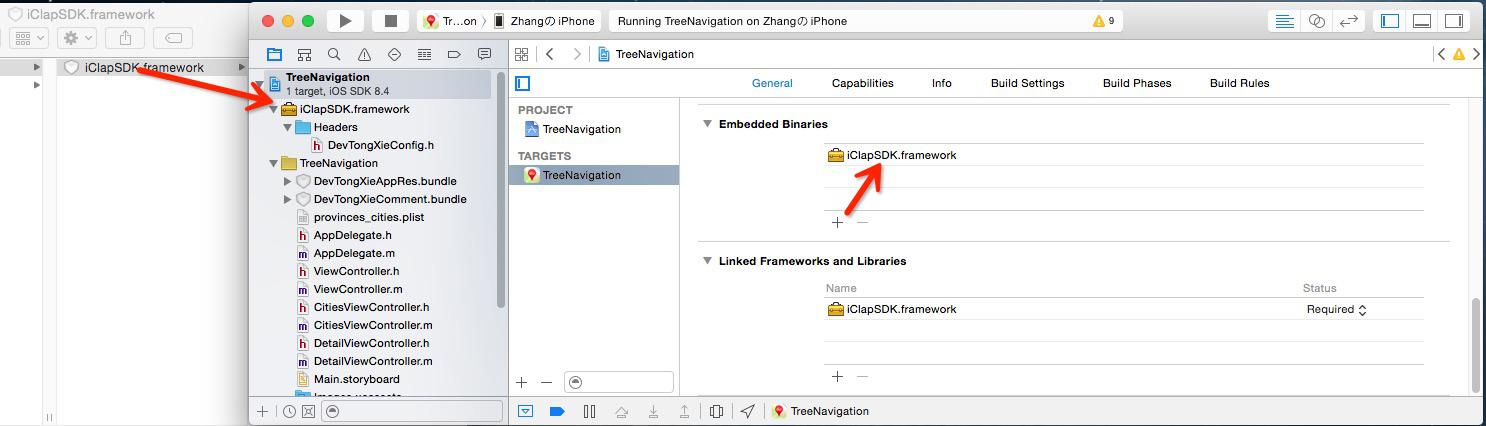 iClapSDK.framework
iClapSDK.framework
Tr…on 〉 Zhangの iPhone
Running TreeNavigation on Zhangの iPhone
9
TreeNavigation
1 target, iOS SDK 8.4
iClapSDK.framework
Headers
h DevTongXieConfig.h
TreeNavigation
DevTongXieAppRes.bundle
DevTongXieComment.bundle
provinces_cities.plist
h AppDelegate.h
m AppDelegate.m
h ViewController.h
m ViewController.m
h CitiesViewController.h
m CitiesViewController.m
h DetailViewController.h
m DetailViewController.m
Main.storyboard
Images.xcassets
TreeNavigation
General Capabilities Info Build Settings Build Phases Build Rules
PROJECT
TreeNavigation
TARGETS
TreeNavigation
Embedded Binaries
iClapSDK.framework
Linked Frameworks and Libraries
Name Status
iClapSDK.framework Required
TreeNavigation